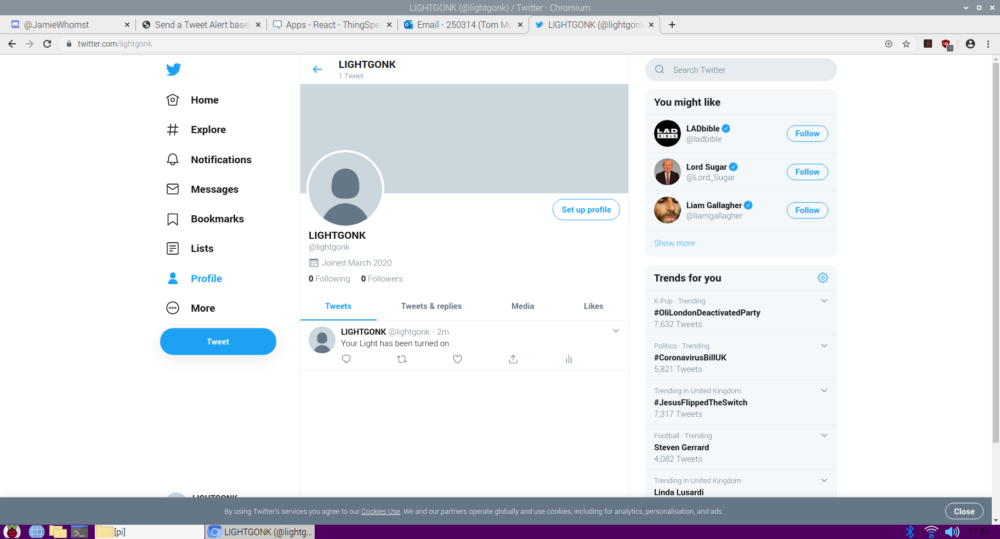 LIGHTGONK (@lightgonk) / Twitter - Chromium
@JamieWhomst
Send a Tweet Alert base
Apps - React - ThingSpe
Email - 250314 (Tom Mc
LIGHTGONK (@lightgonk
twitter.com/lightgonk
Home
Explore
Notifications
Messages
Bookmarks
Lists
Profile
More
Tweet
LIGHTGONK
LIGHTGONK
1 Tweet
Set up profile
LIGHTGONK
@lightgonk
Joined March 2020
0 Following 0 Followers
Tweets Tweets & replies Media Likes
LIGHTGONK @lightgonk · 2m
Your Light has been turned on
Search Twitter
You might like
LAD
BIBLE
LADbible
@ladbible
Follow
Lord Sugar
@Lord_Sugar
Follow
Liam Gallagher
@liamgallagher
Follow
Show more
Trends for you
K-Pop · Trending
#OliLondonDeactivatedParty
7,632 Tweets
Politics · Trending
#CoronavirusBillUK
5,821 Tweets
Trending in United Kingdom
#JesusFlippedTheSwitch
7,317 Tweets
Football · Trending
Steven Gerrard
4,082 Tweets
Trending in United Kingdom
Linda Lusardi
By using Twitter's services you agree to our Cookies Use. We and our partners operate globally and use cookies, including for analytics, personalisation, and ads.
Close
[pi]
LIGHTGONK (@lightg...
17:30